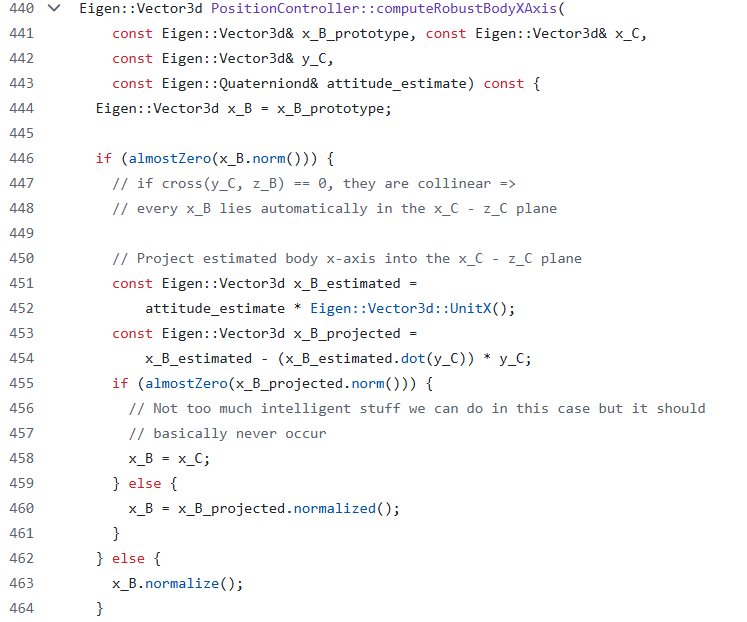 440 Eigen::Vector3d PositionController::computeRobustBodyXAxis(
441 const Eigen::Vector3d& x_B_prototype, const Eigen::Vector3d& x_C,
442 const Eigen::Vector3d& y_C,
443 const Eigen::Quaterniond& attitude_estimate) const {
444 Eigen::Vector3d x_B = x_B_prototype;
445
446 if (almostZero(x_B.norm())) {
447 // if cross(y_C, z_B) == 0, they are collinear =>
448 // every x_B lies automatically in the x_C - z_C plane
449
450 // Project estimated body x-axis into the x_C - z_C plane
451 const Eigen::Vector3d x_B_estimated =
452 attitude_estimate * Eigen::Vector3d::UnitX();
453 const Eigen::Vector3d x_B_projected =
454 x_B_estimated - (x_B_estimated.dot(y_C)) * y_C;
455 if (almostZero(x_B_projected.norm())) {
456 // Not too much intelligent stuff we can do in this case but it should
457 // basically never occur
458 x_B = x_C;
459 } else {
460 x_B = x_B_projected.normalized();
461 }
462 } else {
463 x_B.normalize();
464 }